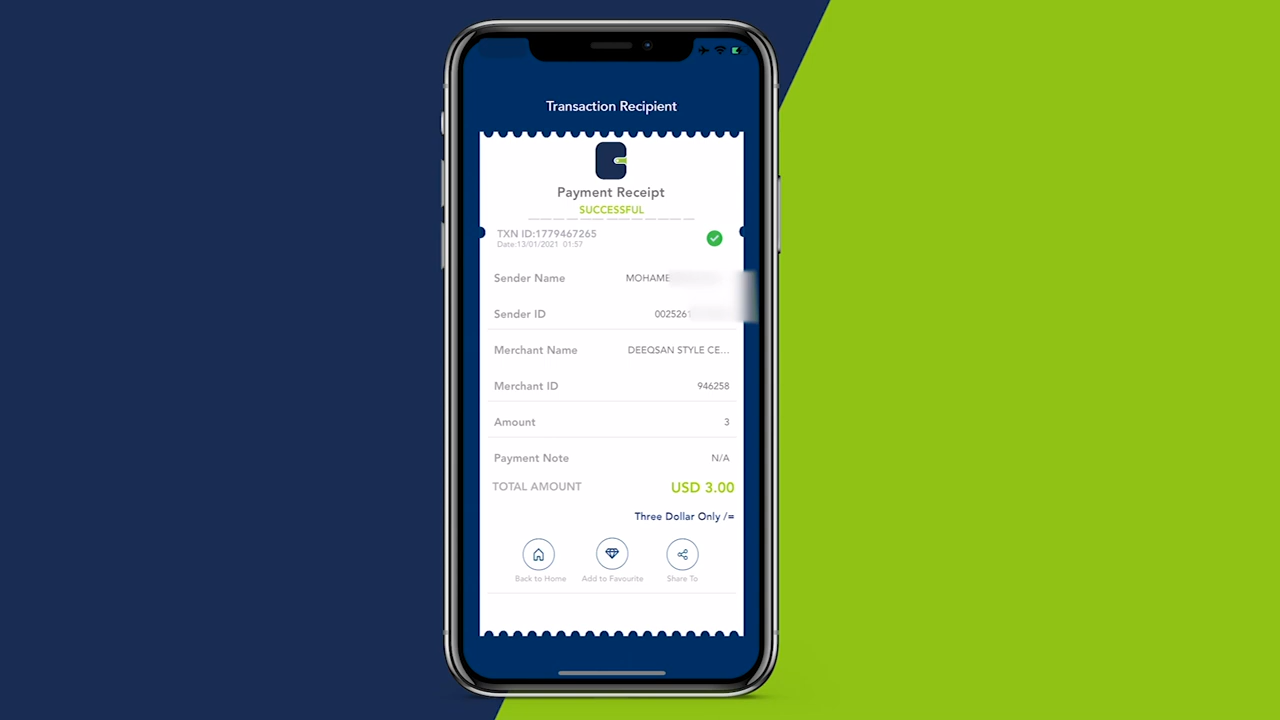 Transaction Recipient
Payment Receipt
SUCCESSFUL
TXN ID:1779467265
Date:13/01/2021 01:57
Sender Name MOHAME
Sender ID 0025261
Merchant Name DEEQSAN STYLE CE...
Merchant ID 946258
Amount 3
Payment Note N/A
TOTAL AMOUNT USD 3.00
Three Dollar Only /=
Back to Home Add to Favourite Share To